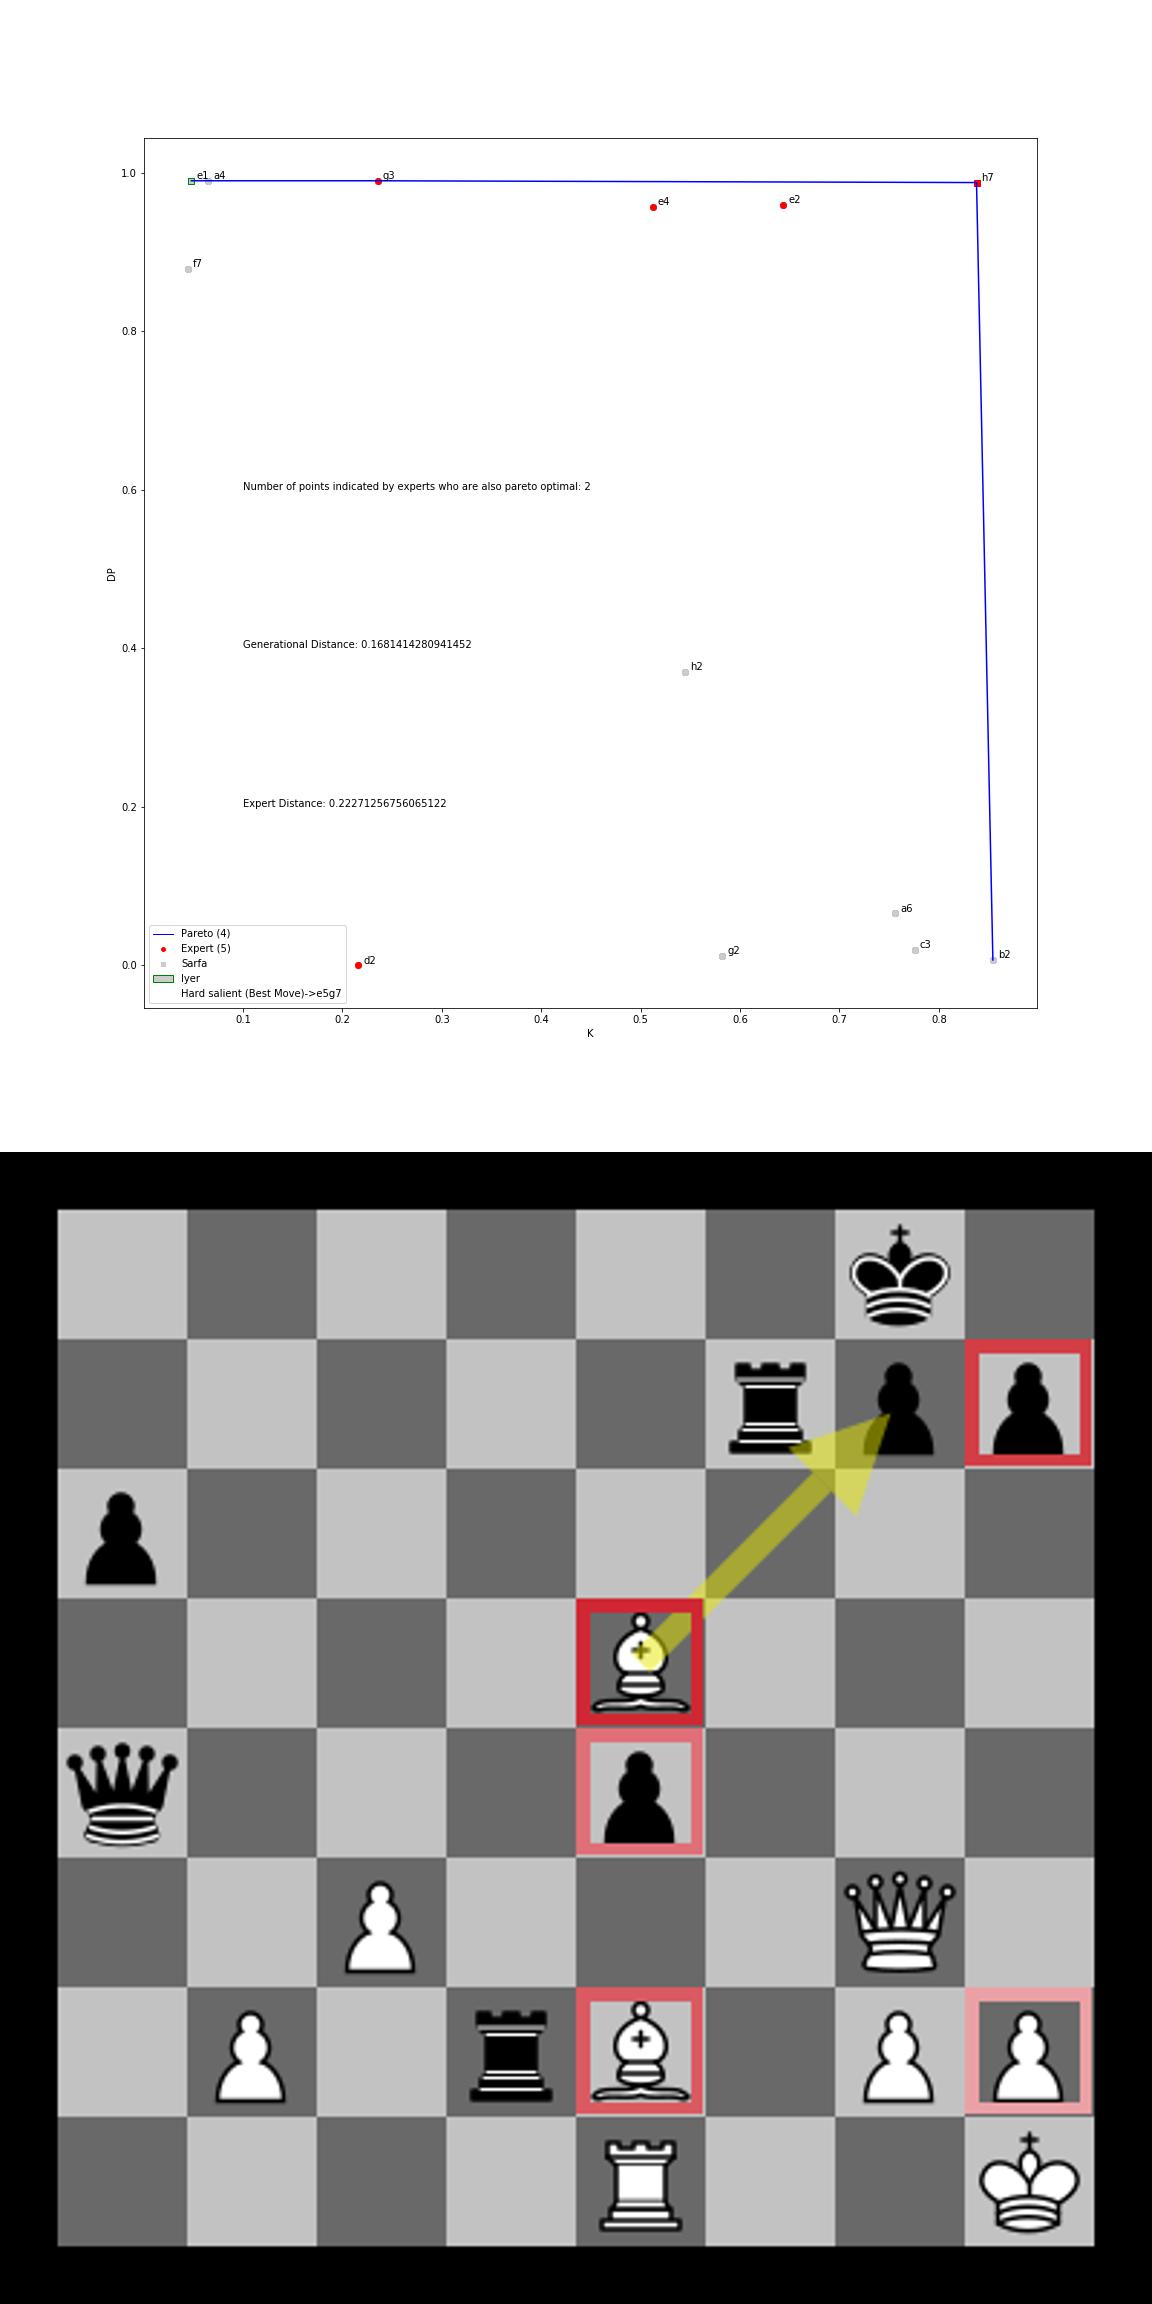 1.0
e1 a4
g3
h7
e4
e2
f7
0.8
Number of points indicated by experts who are also pareto optimal: 2
0.6
DP
Generational Distance: 0.1681414280941452
0.4
h2
Expert Distance: 0.22271256756065122
0.2
a6
c3
g2
b2
d2
0.0
Pareto (4)
Expert (5)
Sarfa
Iyer
Hard salient (Best Move)->e5g7
0.1 0.2 0.3 0.4 0.5 0.6 0.7 0.8
K